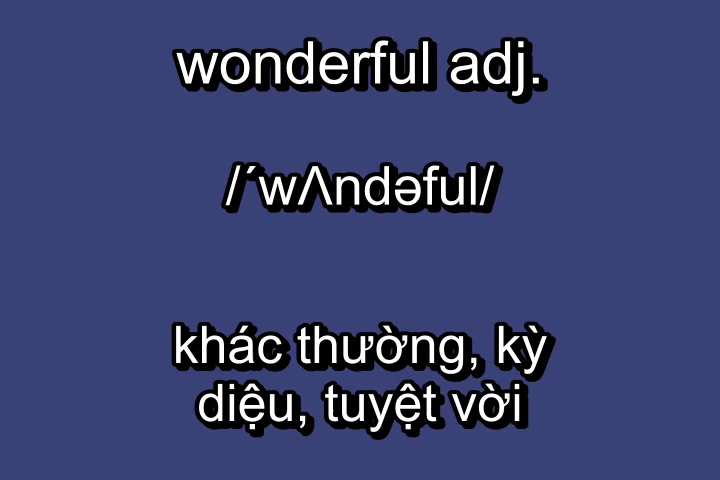 wonderful adj.
/´wɅndəful/
khác thường, kỳ
diệu, tuyệt vời